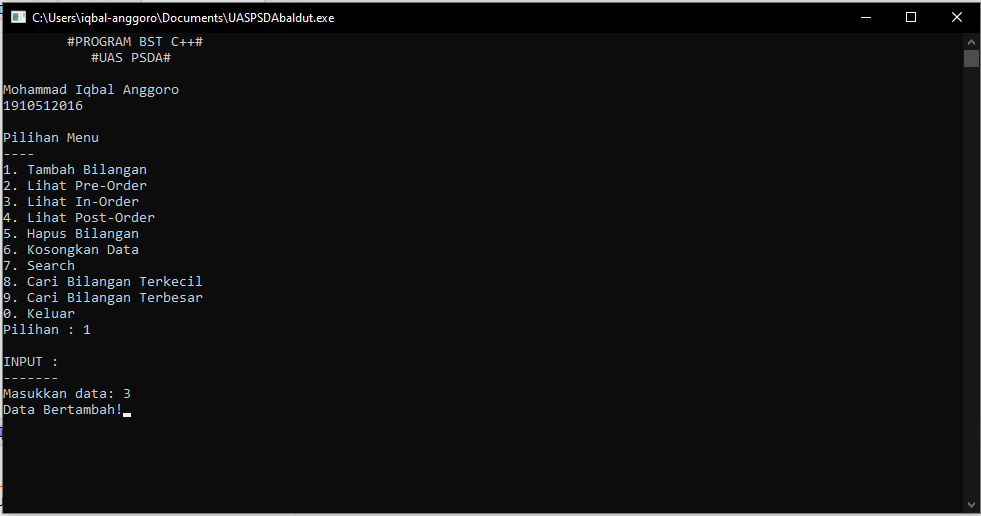 C:\Users\iqbal-anggoro\Documents\UASPSDAbaldut.exe
#PROGRAM BST C++#
#UAS PSDA#
Mohammad Iqbal Anggoro
1910512016
Pilihan Menu
----
1. Tambah Bilangan
2. Lihat Pre-Order
3. Lihat In-Order
4. Lihat Post-Order
5. Hapus Bilangan
6. Kosongkan Data
7. Search
8. Cari Bilangan Terkecil
9. Cari Bilangan Terbesar
0. Keluar
Pilihan : 1
INPUT :
-------
Masukkan data: 3
Data Bertambah!